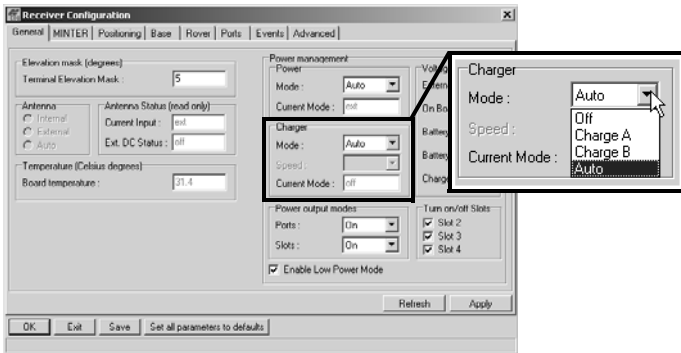 Receiver Configuration
General MINTER Positioning Base Rover Ports Events Advanced
Elevation mask (degrees)
Terminal Elevation Mask : 5
Antenna
Internal
External
Auto
Antenna Status (read only)
Current Input : ext
Ext. DC Status : off
Temperature (Celsius degrees)
Board temperature : 31.4
Power management
Power
Mode : Auto
Current Mode : ext
Charger
Mode : Auto
Speed :
Current Mode : off
Power output modes
Ports : On
Slots : On
Turn on/off Slots
Slot 2
Slot 3
Slot 4
Enable Low Power Mode
On Bo
Battery
Battery
Charge
Refresh Apply
OK Exit Save Set all parameters to defaults
Charger
Mode : Auto
Off
Charge A
Charge B
Auto
Speed :
Current Mode :